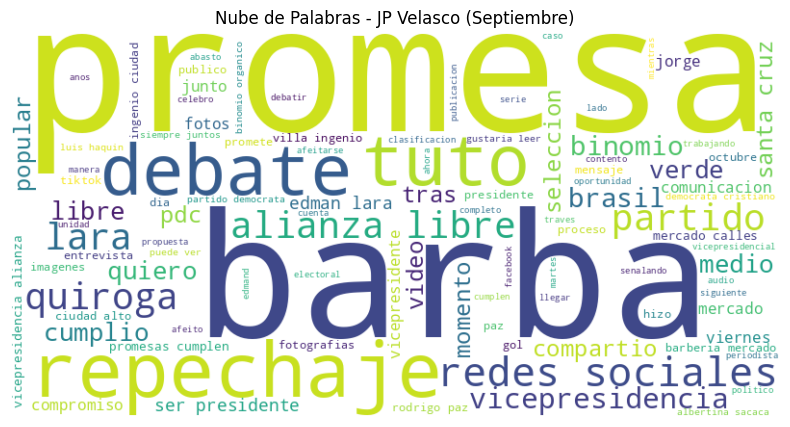 Nube de Palabras - JP Velasco (Septiembre)
promesa
barba
repechaje
debate
tuto
alianza libre
redes sociales
quiroga
lara
partido
vicepresidencia
binomio
brasil
verde
popular
santa cruz
seleccion
medio
momento
video
libre
pdc
quiero
cumplio
compartio
tras
edman lara
junto
fotos
jorge
comunicacion
mercado
viernes
vicepresidente
ser presidente
compromiso
promesas cumplen
ciudad alto
imagenes
entrevista
vicepresidencia alianza
tiktok
luis haquin
promete
publico
abasto
anos
ingenio ciudad
celebro
binomio organico
debatir
siempre juntos
villa ingenio
afeitarse
partido democrata
manera
dia
unidad
propuesta
puede ver
cuenta
completo
presidente
clasificacion
ahora
gustaria leer
publicacion
serie
caso
lado
mientras
trabajando
octubre
contento
mensaje
oportunidad
democrata cristiano
proceso
mercado calles
vicepresidencial
traves
martes
senalando
audio
siguiente
hizo
llegar
facebook
cumplen
electoral
edmand
afeito
fotografias
paz
gol
rodrigo paz
barberia mercado
periodista
politico
albertina sacaca